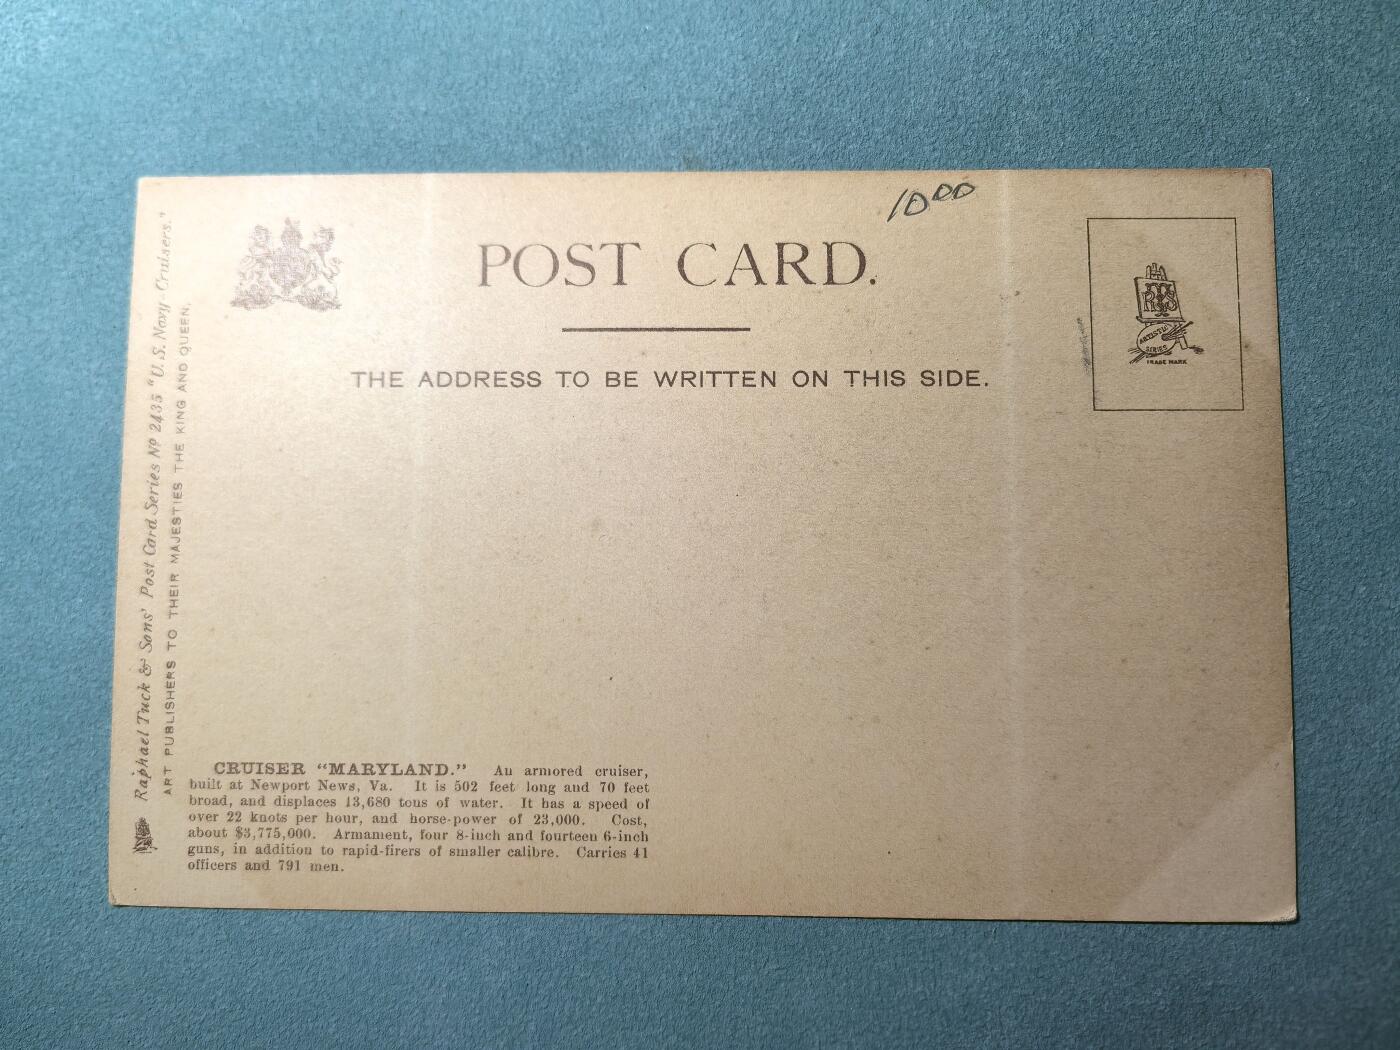 10⁰⁰
POST CARD.
THE ADDRESS TO BE WRITTEN ON THIS SIDE.
R T S
ARTISTIC
SERIES
TRADE MARK
Raphael Tuck & Sons' Post Card Series Nº 2435 "U.S. Navy-Cruisers."
ART PUBLISHERS TO THEIR MAJESTIES THE KING AND QUEEN.
CRUISER "MARYLAND." An armored cruiser,
built at Newport News, Va. It is 502 feet long and 70 feet
broad, and displaces 13,680 tons of water. It has a speed of
over 22 knots per hour, and horse-power of 23,000. Cost,
about $3,775,000. Armament, four 8-inch and fourteen 6-inch
guns, in addition to rapid-firers of smaller calibre. Carries 41
officers and 791 men.